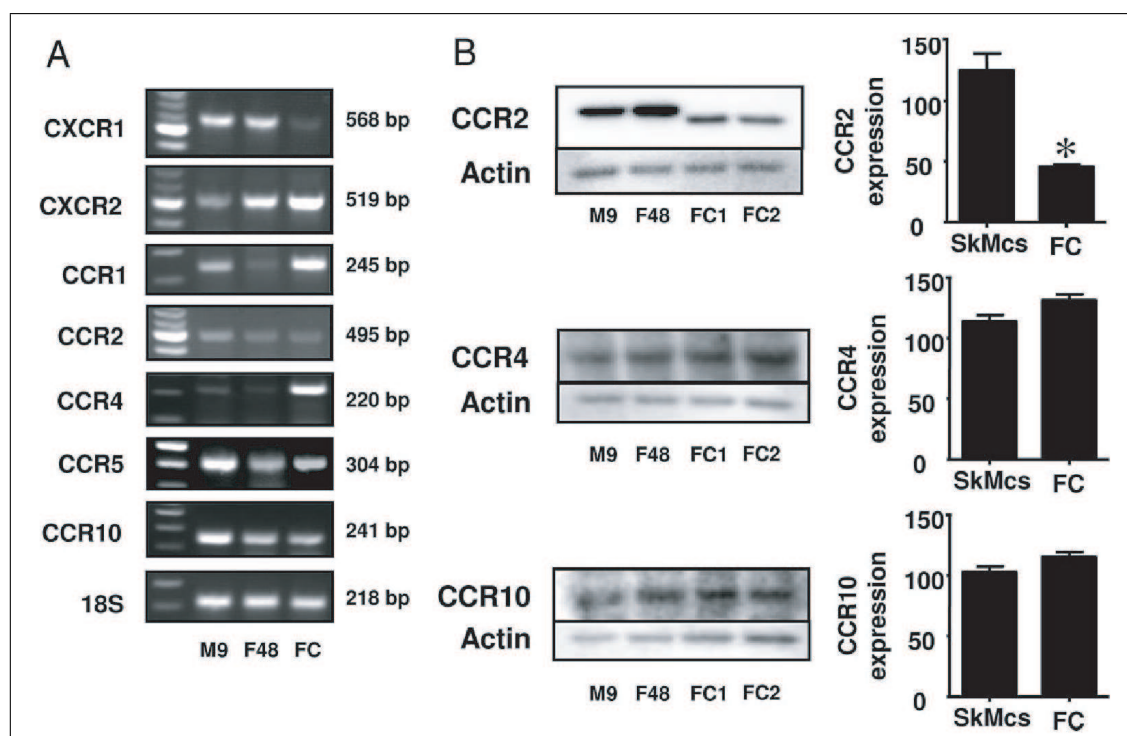 A
CXCR1 568 bp
CXCR2 519 bp
CCR1 245 bp
CCR2 495 bp
CCR4 220 bp
CCR5 304 bp
CCR10 241 bp
18S 218 bp
M9 F48 FC
B
CCR2
Actin
M9 F48 FC1 FC2
CCR2
expression
150
100
50
0
*
SkMcs FC
CCR4
Actin
M9 F48 FC1 FC2
CCR4
expression
150
100
50
0
SkMcs FC
CCR10
Actin
M9 F48 FC1 FC2
CCR10
expression
150
100
50
0
SkMcs FC